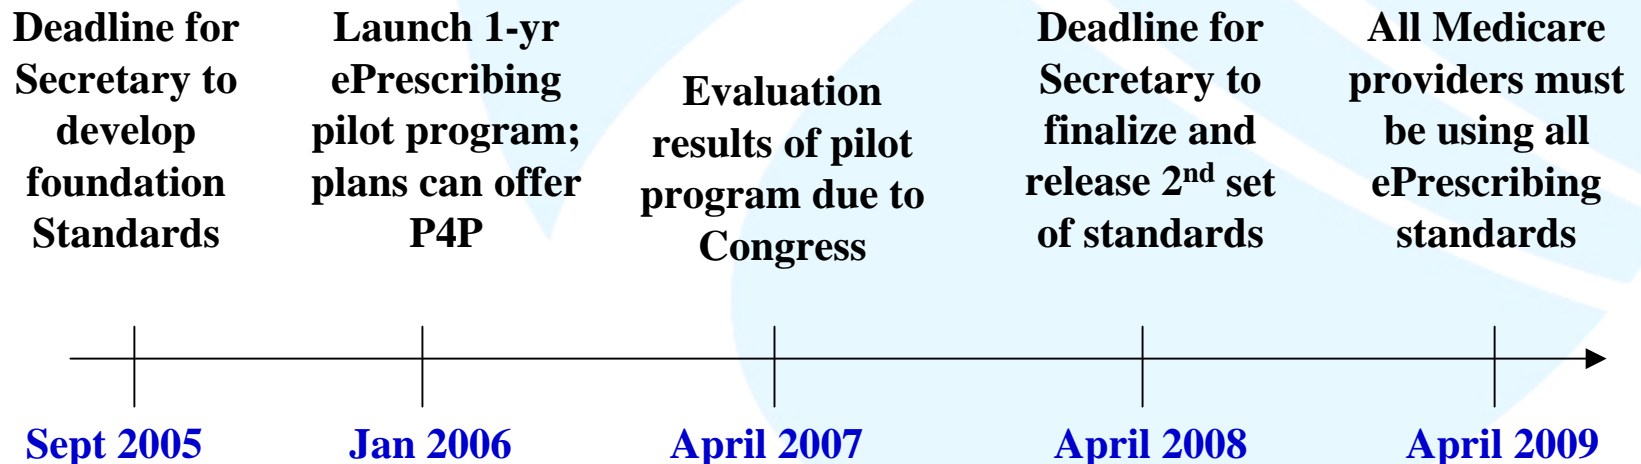 Deadline for
Secretary to
develop
foundation
Standards
Launch 1-yr
ePrescribing
pilot program;
plans can offer
P4P
Evaluation
results of pilot
program due to
Congress
Deadline for
Secretary to
finalize and
release 2nd set
of standards
All Medicare
providers must
be using all
ePrescribing
standards
Sept 2005
Jan 2006
April 2007
April 2008
April 2009